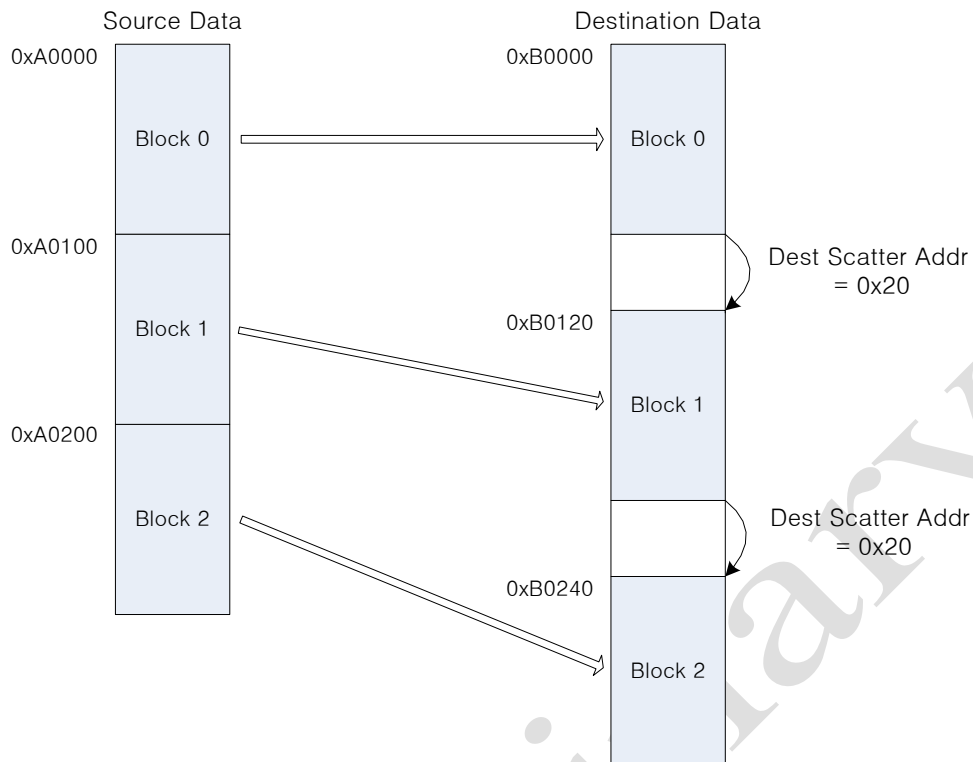 Source Data
Destination Data
0xA0000
0xB0000
Block 0
Block 0
0xA0100
Dest Scatter Addr
= 0x20
Block 1
0xB0120
Block 1
0xA0200
Block 2
Dest Scatter Addr
= 0x20
0xB0240
Block 2